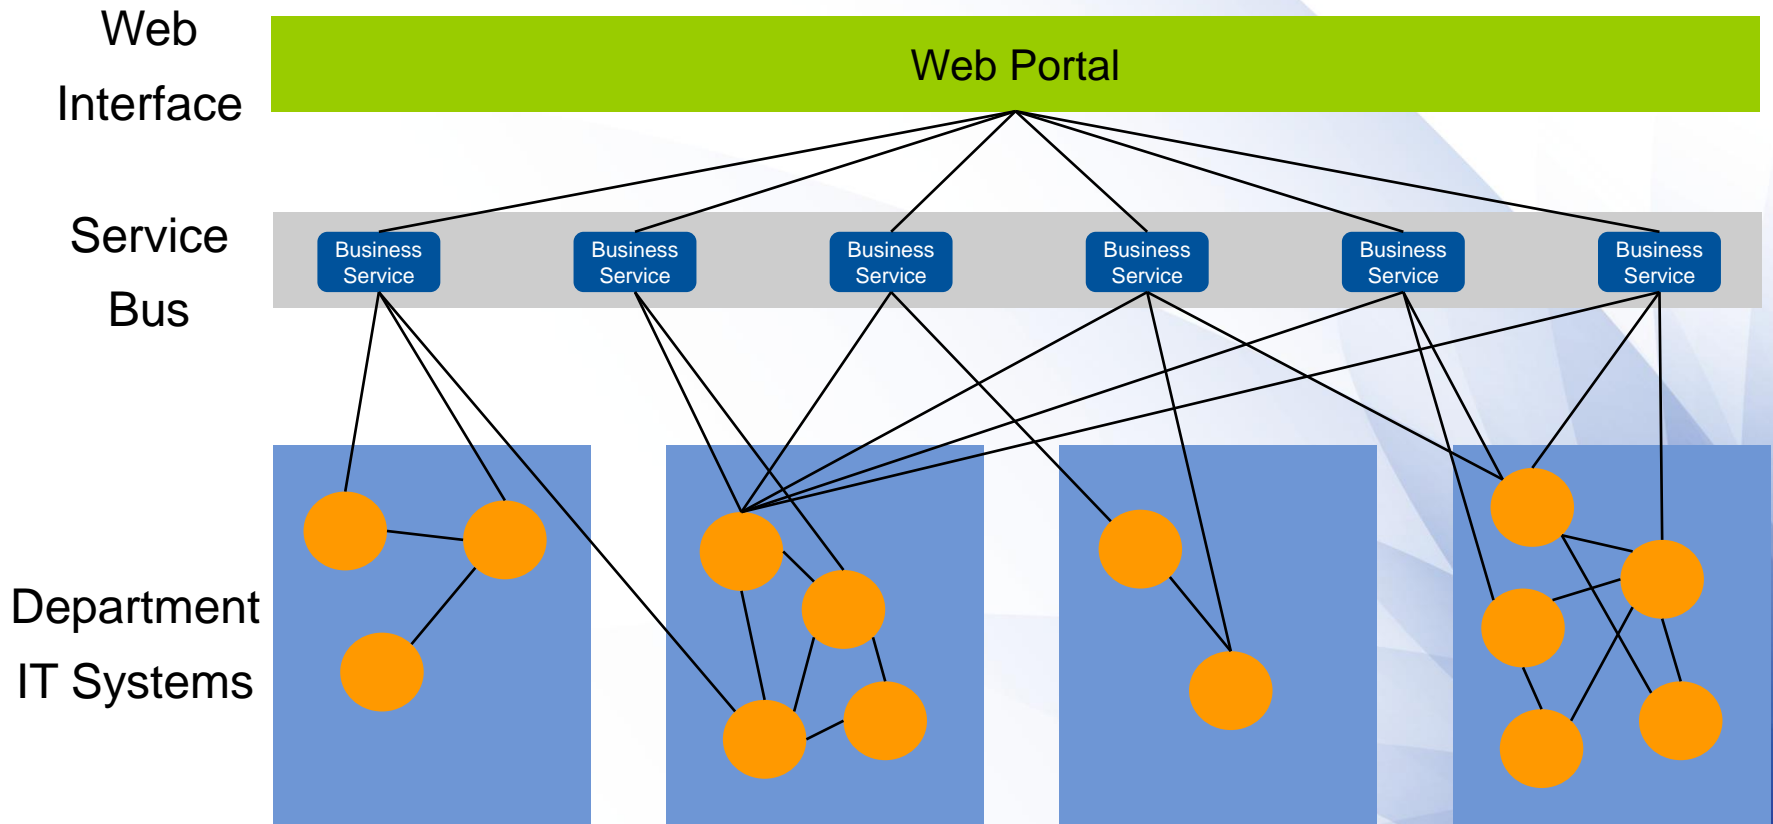 Web
Interface
Web Portal
Service
Bus
Business
Service
Business
Service
Business
Service
Business
Service
Business
Service
Business
Service
Department
IT Systems